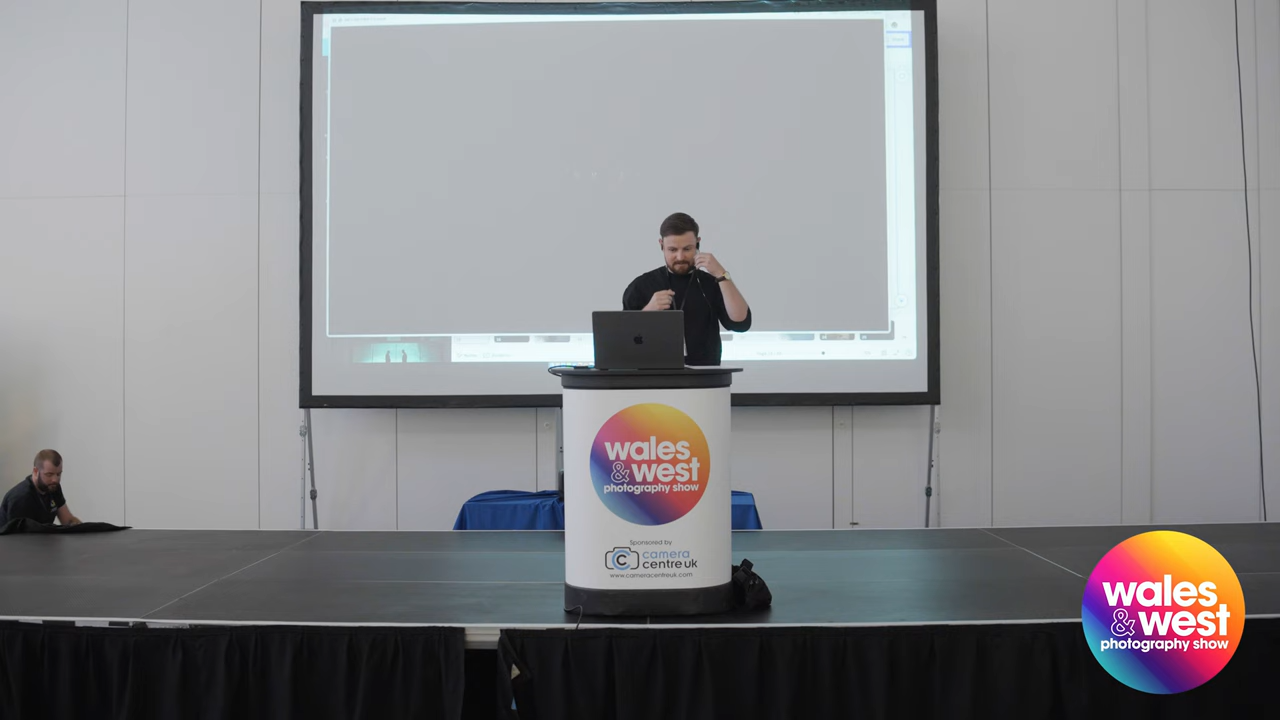 wales
& west
photography show
Sponsored by
C
camera
centre uk
www.cameracentreuk.com
wales
& west
photography show